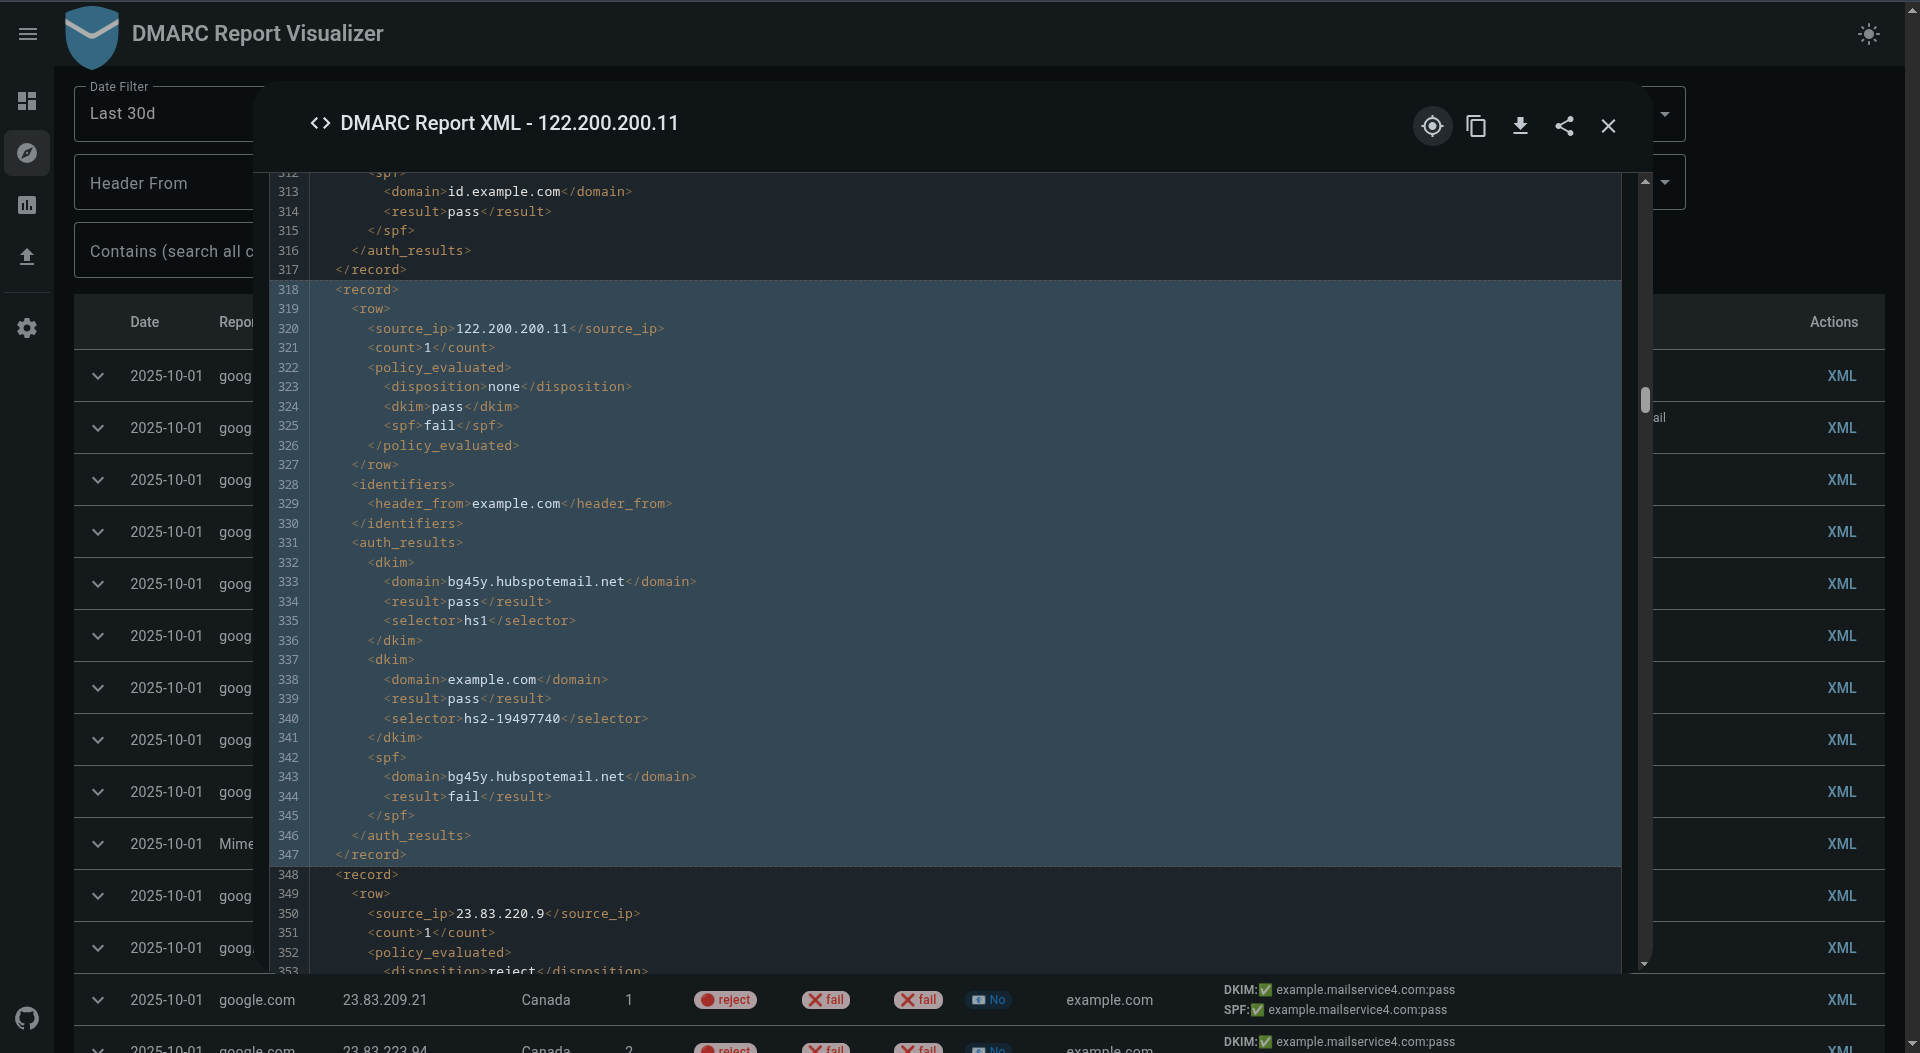 DMARC Report Visualizer
Date Filter
Last 30d
Header From
Contains (search all c
<> DMARC Report XML - 122.200.200.11
312 <spf>
313 <domain>id.example.com</domain>
314 <result>pass</result>
315 </spf>
316 </auth_results>
317 </record>
318 <record>
319 <row>
320 <source_ip>122.200.200.11</source_ip>
321 <count>1</count>
322 <policy_evaluated>
323 <disposition>none</disposition>
324 <dkim>pass</dkim>
325 <spf>fail</spf>
326 </policy_evaluated>
327 </row>
328 <identifiers>
329 <header_from>example.com</header_from>
330 </identifiers>
331 <auth_results>
332 <dkim>
333 <domain>bg45y.hubspotemail.net</domain>
334 <result>pass</result>
335 <selector>hs1</selector>
336 </dkim>
337 <dkim>
338 <domain>example.com</domain>
339 <result>pass</result>
340 <selector>hs2-19497740</selector>
341 </dkim>
342 <spf>
343 <domain>bg45y.hubspotemail.net</domain>
344 <result>fail</result>
345 </spf>
346 </auth_results>
347 </record>
348 <record>
349 <row>
350 <source_ip>23.83.220.9</source_ip>
351 <count>1</count>
352 <policy_evaluated>
353 <disposition>reject</disposition>
Date Repor Actions
2025-10-01 goog XML
2025-10-01 goog ail XML
2025-10-01 goog XML
2025-10-01 goog XML
2025-10-01 goog XML
2025-10-01 goog XML
2025-10-01 goog XML
2025-10-01 goog XML
2025-10-01 goog XML
2025-10-01 Mime XML
2025-10-01 goog XML
2025-10-01 goog XML
2025-10-01 google.com 23.83.209.21 Canada 1 reject ❌ fail ❌ fail No example.com DKIM:✅ example.mailservice4.com:pass XML
SPF:✅ example.mailservice4.com:pass
2025-10-01 google.com 23.83.223.94 Canada 2 reject ❌ fail ❌ fail No example.com DKIM:✅ example.mailservice4.com:pass XML